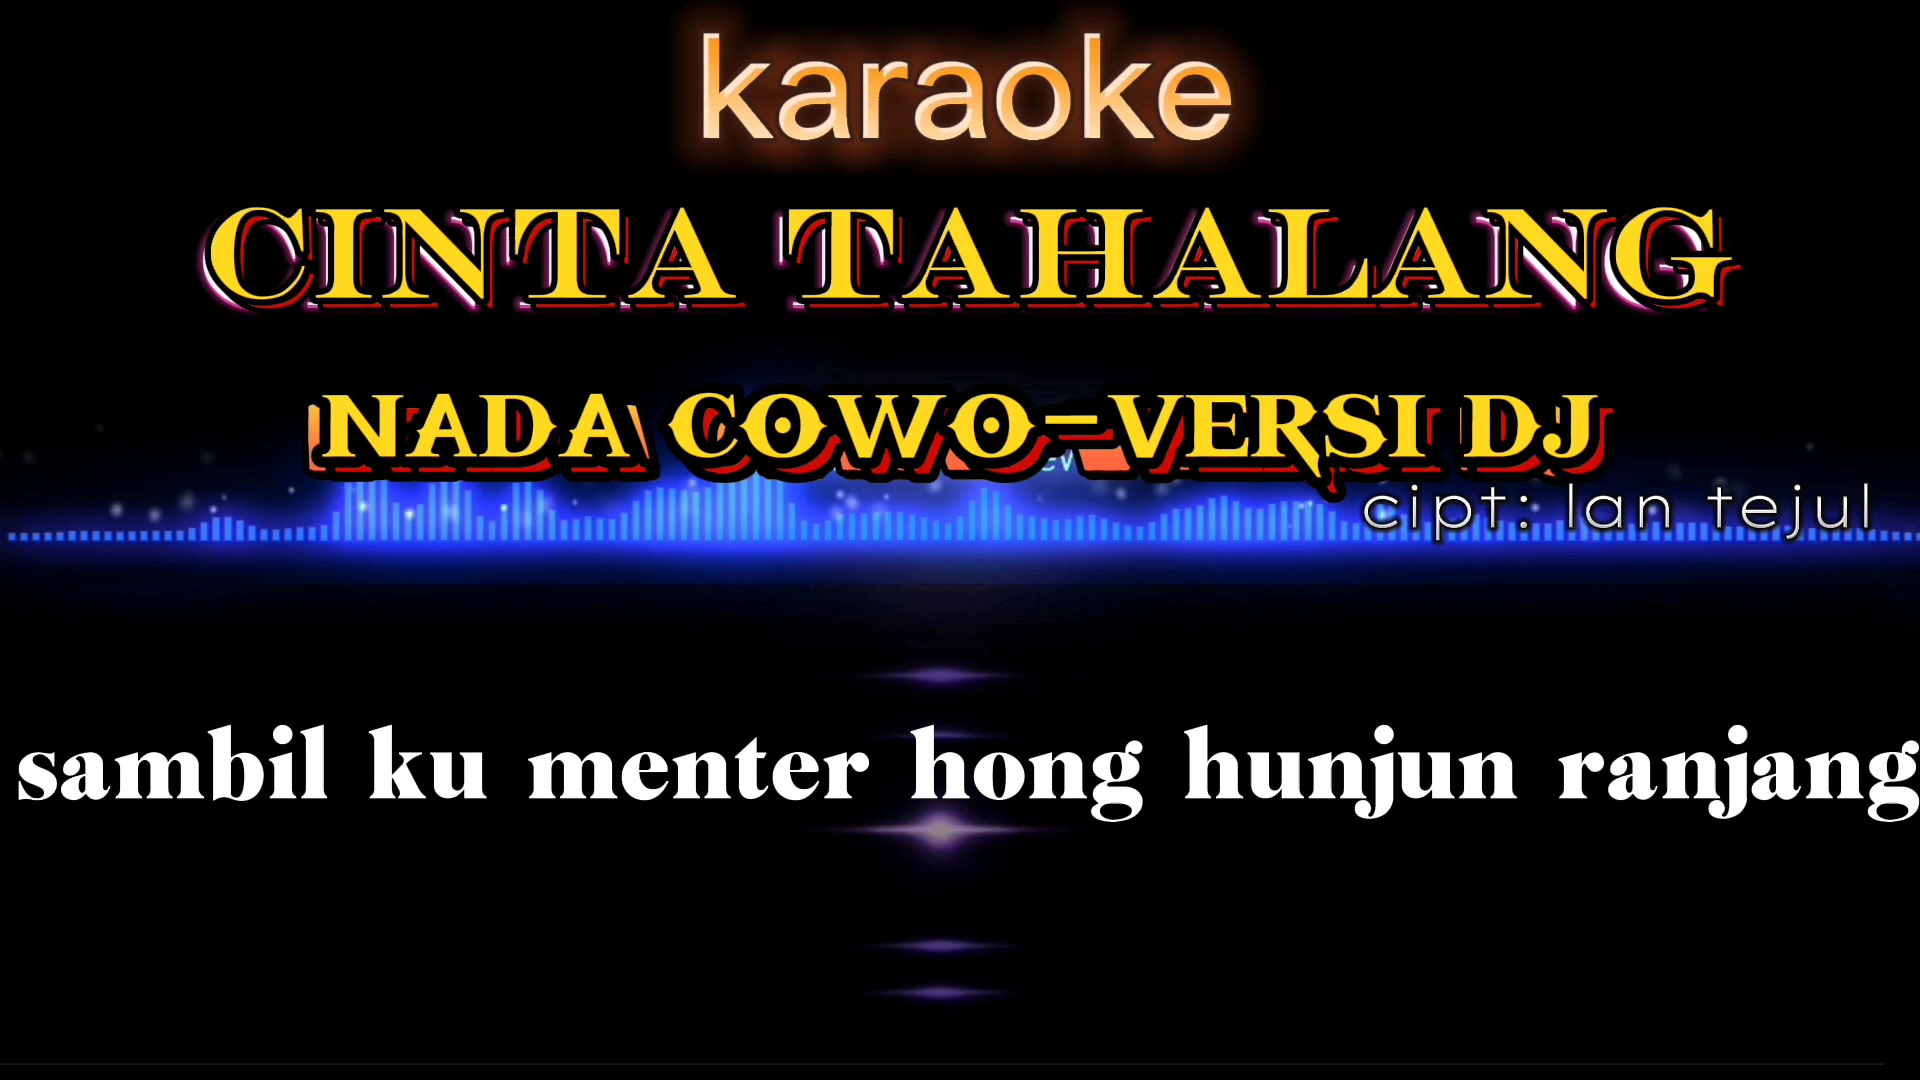 karaoke
CINTA TAHALANG
NADA COWO-VERSI DJ
cipt: lan tejul
sambil ku menter hong hunjun ranjang